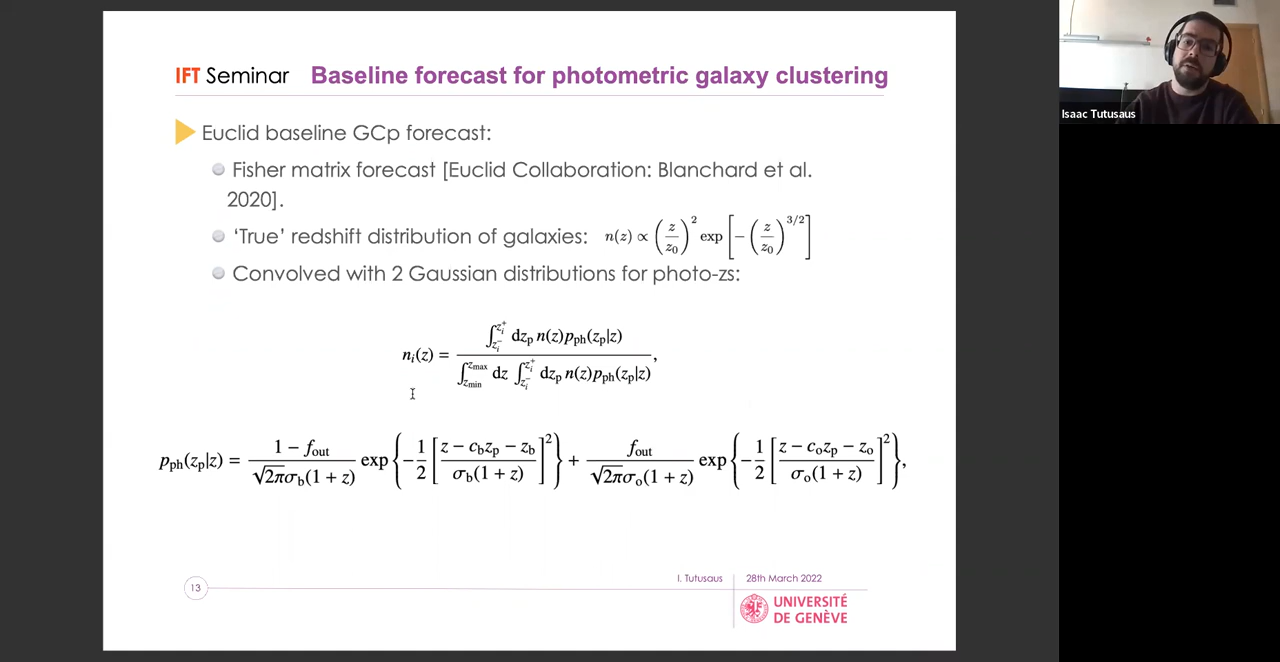 IFT Seminar Baseline forecast for photometric galaxy clustering
Isaac Tutusaus
Euclid baseline GCp forecast:
Fisher matrix forecast [Euclid Collaboration: Blanchard et al.
2020].
‘True’ redshift distribution of galaxies: n(z) ∝ (z/z₀)² exp[−(z/z₀)^{3/2}]
Convolved with 2 Gaussian distributions for photo-zs:
n_i(z) = ∫_{z_i^-}^{z_i^+} dz_p n(z)p_ph(z_p|z) / ∫_{z_min}^{z_max} dz ∫_{z_i^-}^{z_i^+} dz_p n(z)p_ph(z_p|z),
p_ph(z_p|z) = (1 − f_out)/(√2π σ_b(1 + z)) exp{−1/2 [(z − c_b z_p − z_b)/(σ_b(1 + z))]²} + f_out/(√2π σ_o(1 + z)) exp{−1/2 [(z − c_o z_p − z_o)/(σ_o(1 + z))]²},
13
I. Tutusaus
28th March 2022
UNIVERSITÉ
DE GENÈVE